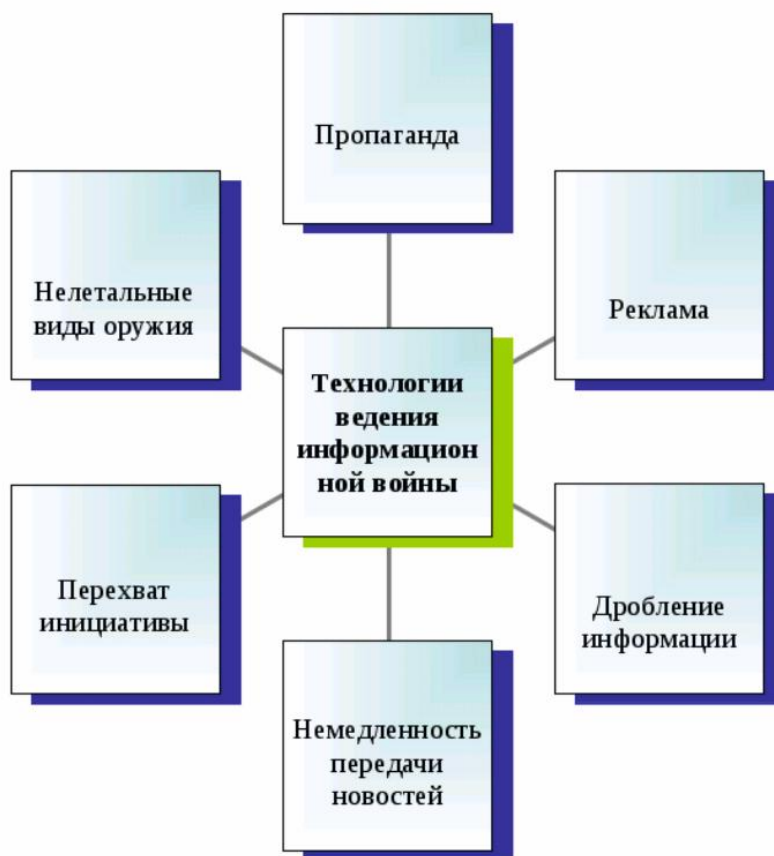 Пропаганда
Нелетальные
виды оружия
Реклама
Технологии
ведения
информацион
ной войны
Перехват
инициативы
Дробление
информации
Немедленность
передачи
новостей